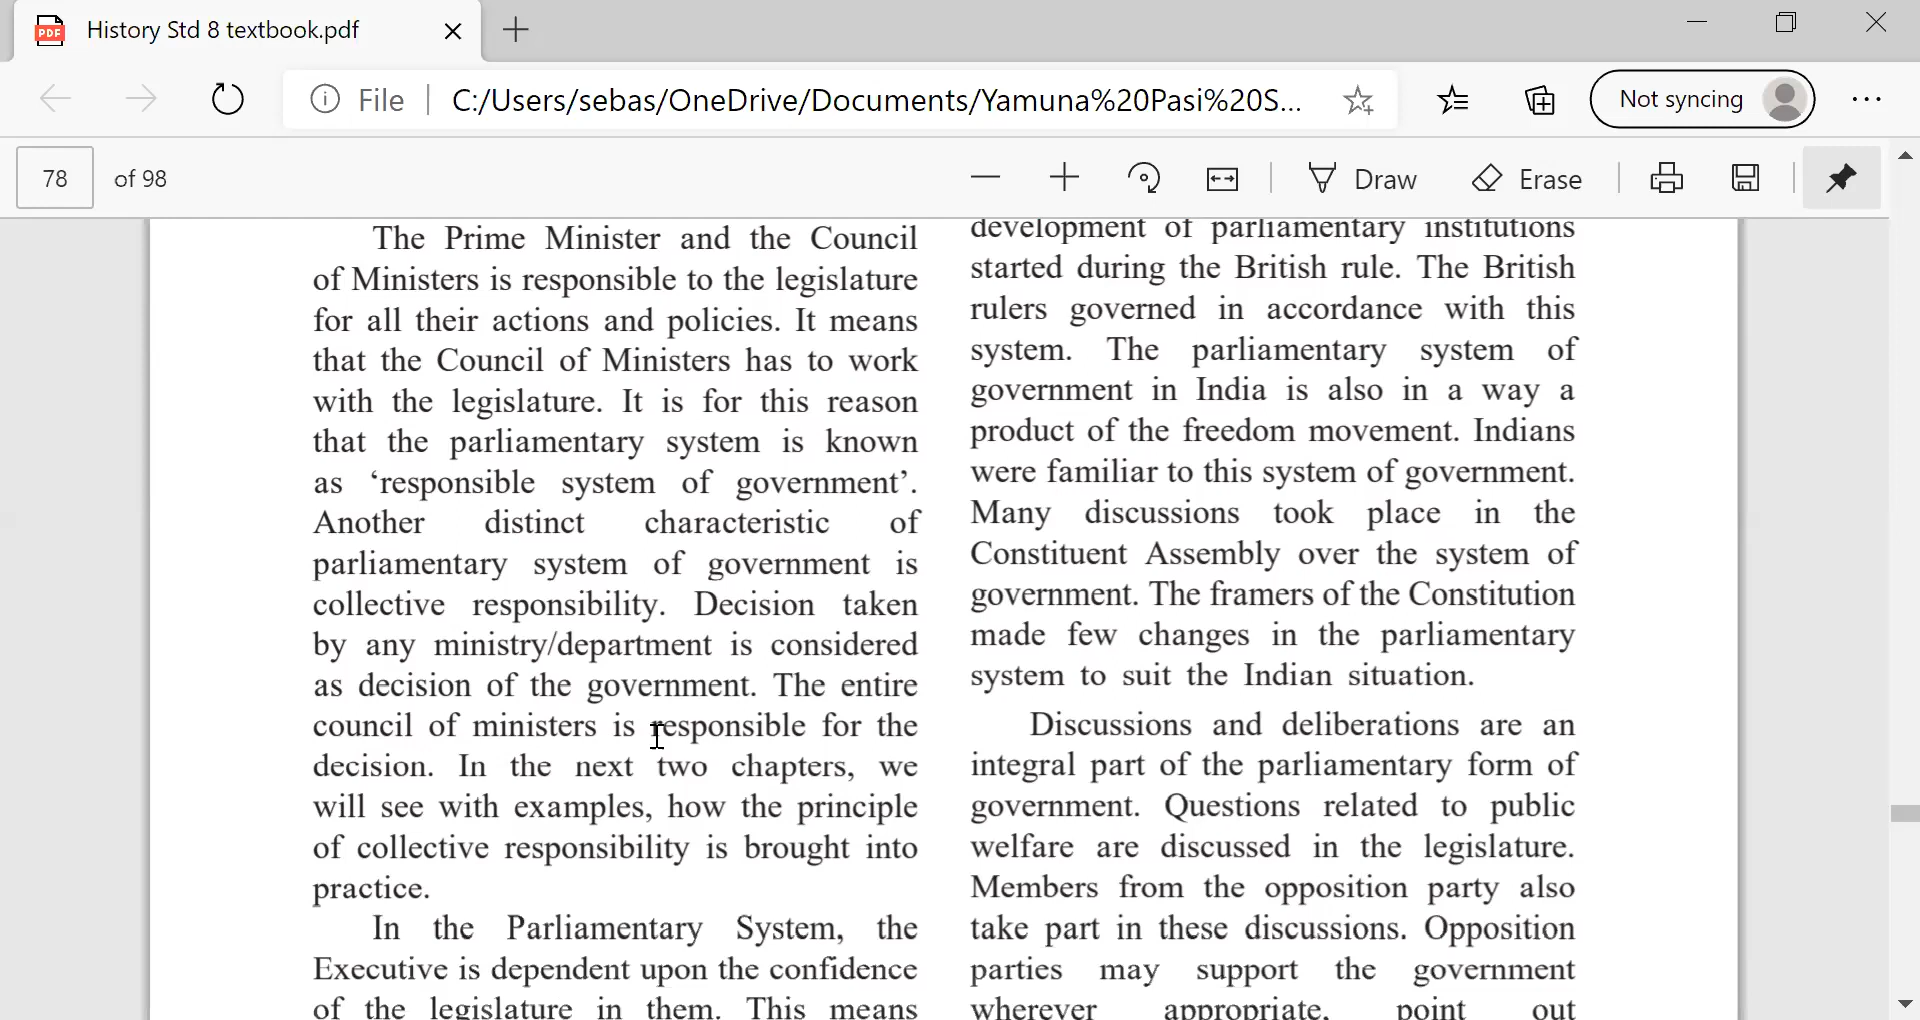 PDF
History Std 8 textbook.pdf
File
C:/Users/sebas/OneDrive/Documents/Yamuna%20Pasi%20S...
Not syncing
78 of 98
Draw
Erase
The Prime Minister and the Council
of Ministers is responsible to the legislature
for all their actions and policies. It means
that the Council of Ministers has to work
with the legislature. It is for this reason
that the parliamentary system is known
as ‘responsible system of government’.
Another distinct characteristic of
parliamentary system of government is
collective responsibility. Decision taken
by any ministry/department is considered
as decision of the government. The entire
council of ministers is responsible for the
decision. In the next two chapters, we
will see with examples, how the principle
of collective responsibility is brought into
practice.
In the Parliamentary System, the
Executive is dependent upon the confidence
of the legislature in them. This means
development of parliamentary institutions
started during the British rule. The British
rulers governed in accordance with this
system. The parliamentary system of
government in India is also in a way a
product of the freedom movement. Indians
were familiar to this system of government.
Many discussions took place in the
Constituent Assembly over the system of
government. The framers of the Constitution
made few changes in the parliamentary
system to suit the Indian situation.
Discussions and deliberations are an
integral part of the parliamentary form of
government. Questions related to public
welfare are discussed in the legislature.
Members from the opposition party also
take part in these discussions. Opposition
parties may support the government
wherever appropriate, point out